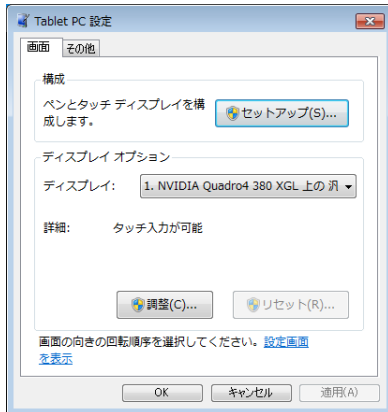 Tablet PC 設定
画面 その他
構成
ペンとタッチ ディスプレイを構
成します。
セットアップ(S)...
ディスプレイ オプション
ディスプレイ: 1. NVIDIA Quadro4 380 XGL 上の 汎
詳細: タッチ入力が可能
調整(C)... リセット(R)...
画面の向きの回転順序を選択してください。設定画面
を表示
OK キャンセル 適用(A)